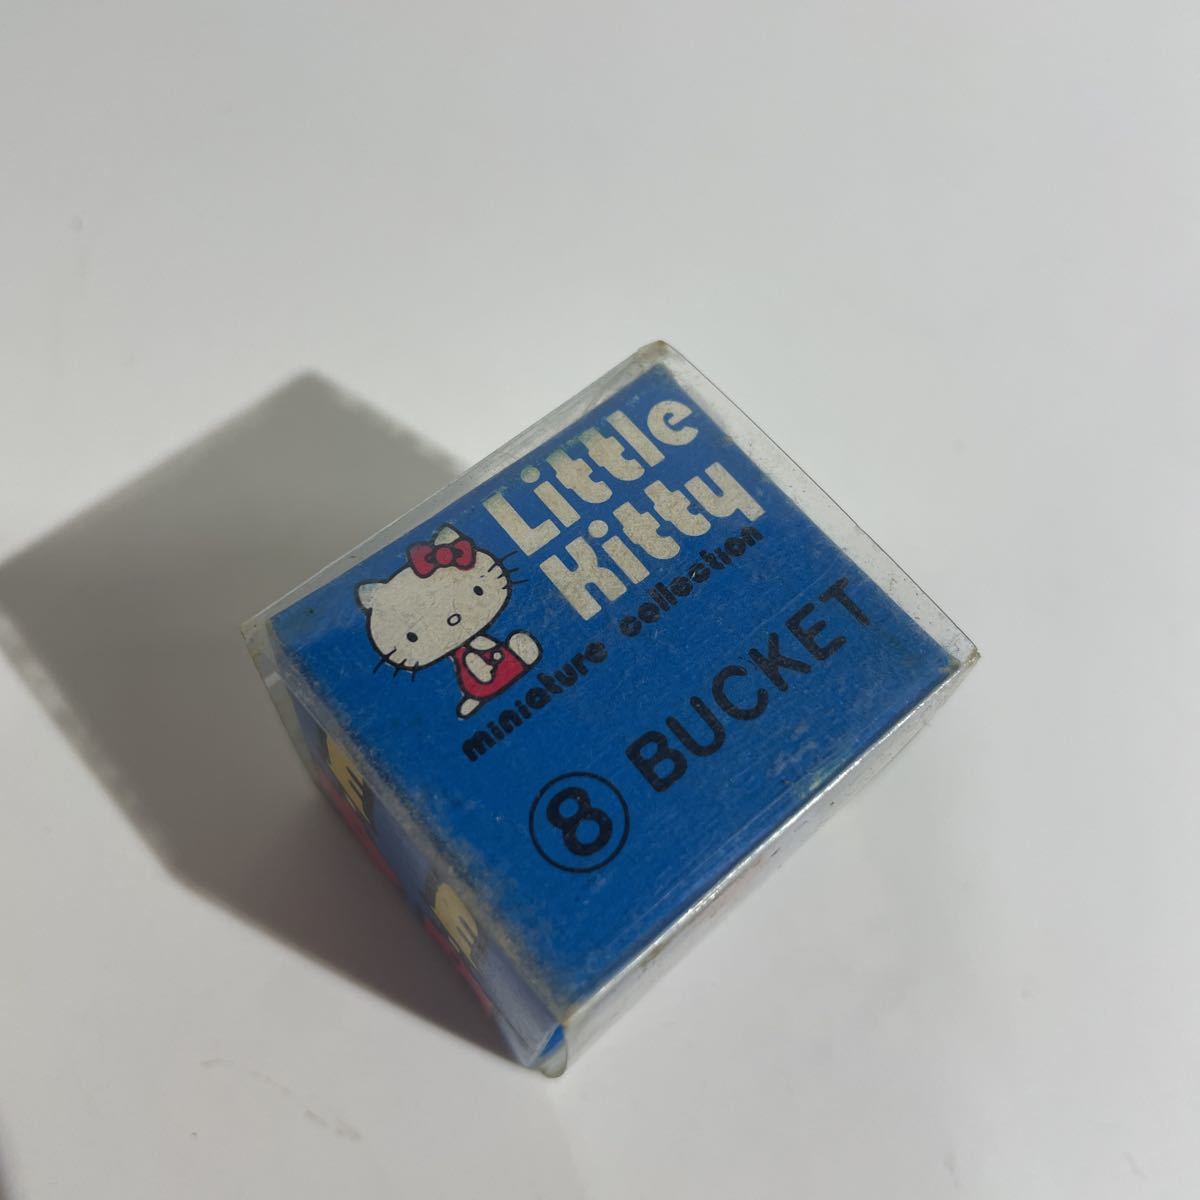 Little
Kitty
miniature collection
8 BUCKET